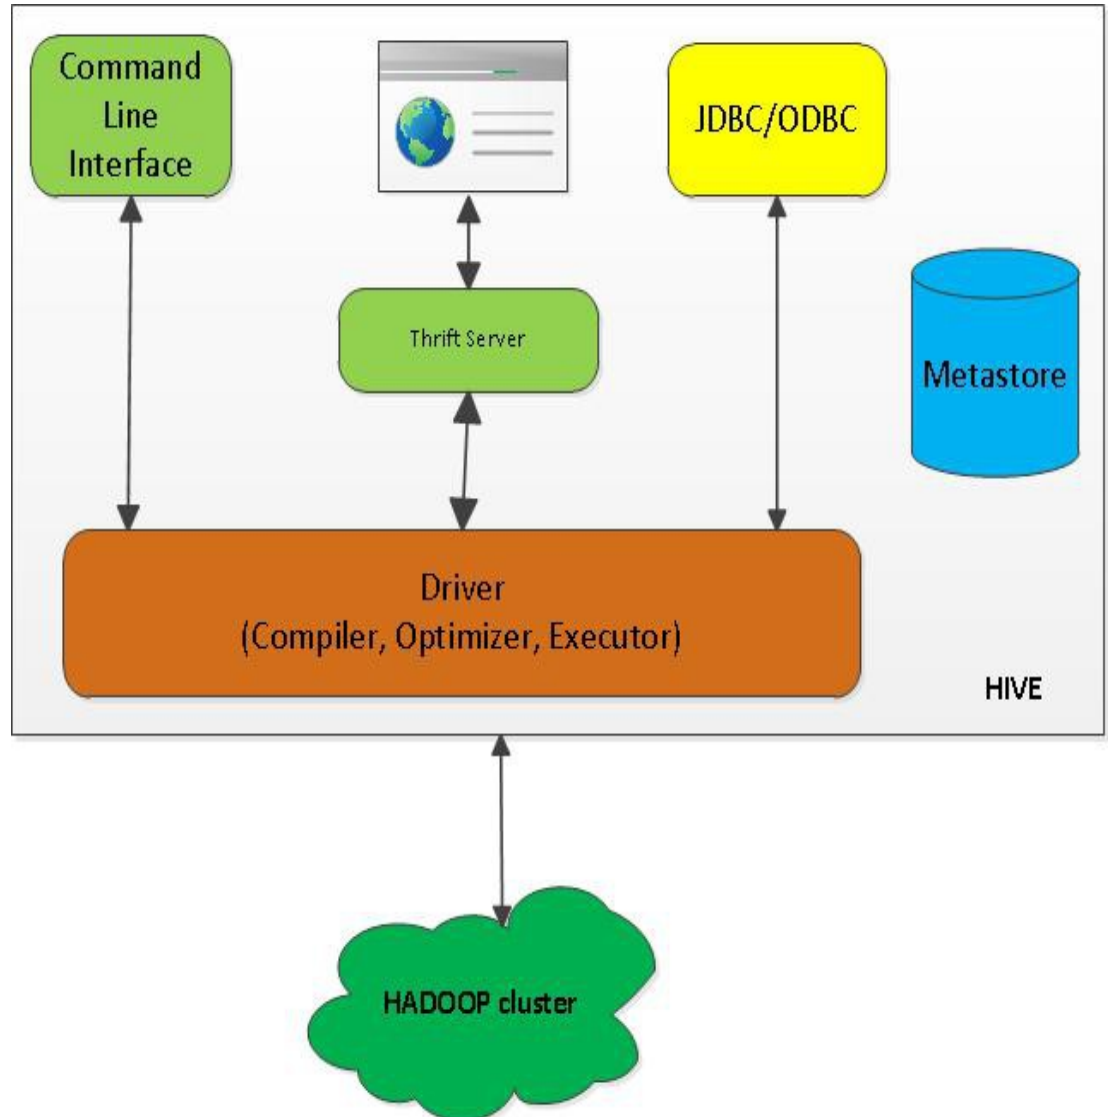 Command
Line
Interface
JDBC/ODBC
Thrift Server
Metastore
Driver
(Compiler, Optimizer, Executor)
HIVE
HADOOP cluster